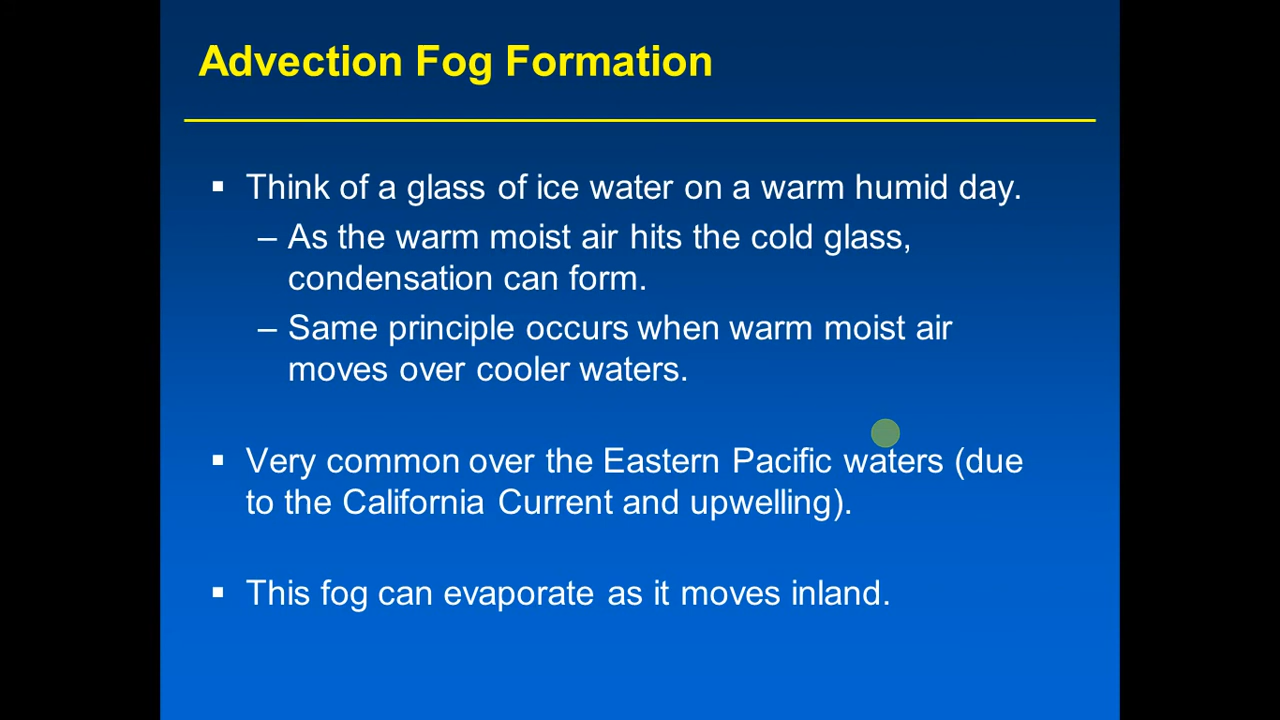 Advection Fog Formation
▪ Think of a glass of ice water on a warm humid day.
– As the warm moist air hits the cold glass,
condensation can form.
– Same principle occurs when warm moist air
moves over cooler waters.
▪ Very common over the Eastern Pacific waters (due
to the California Current and upwelling).
▪ This fog can evaporate as it moves inland.